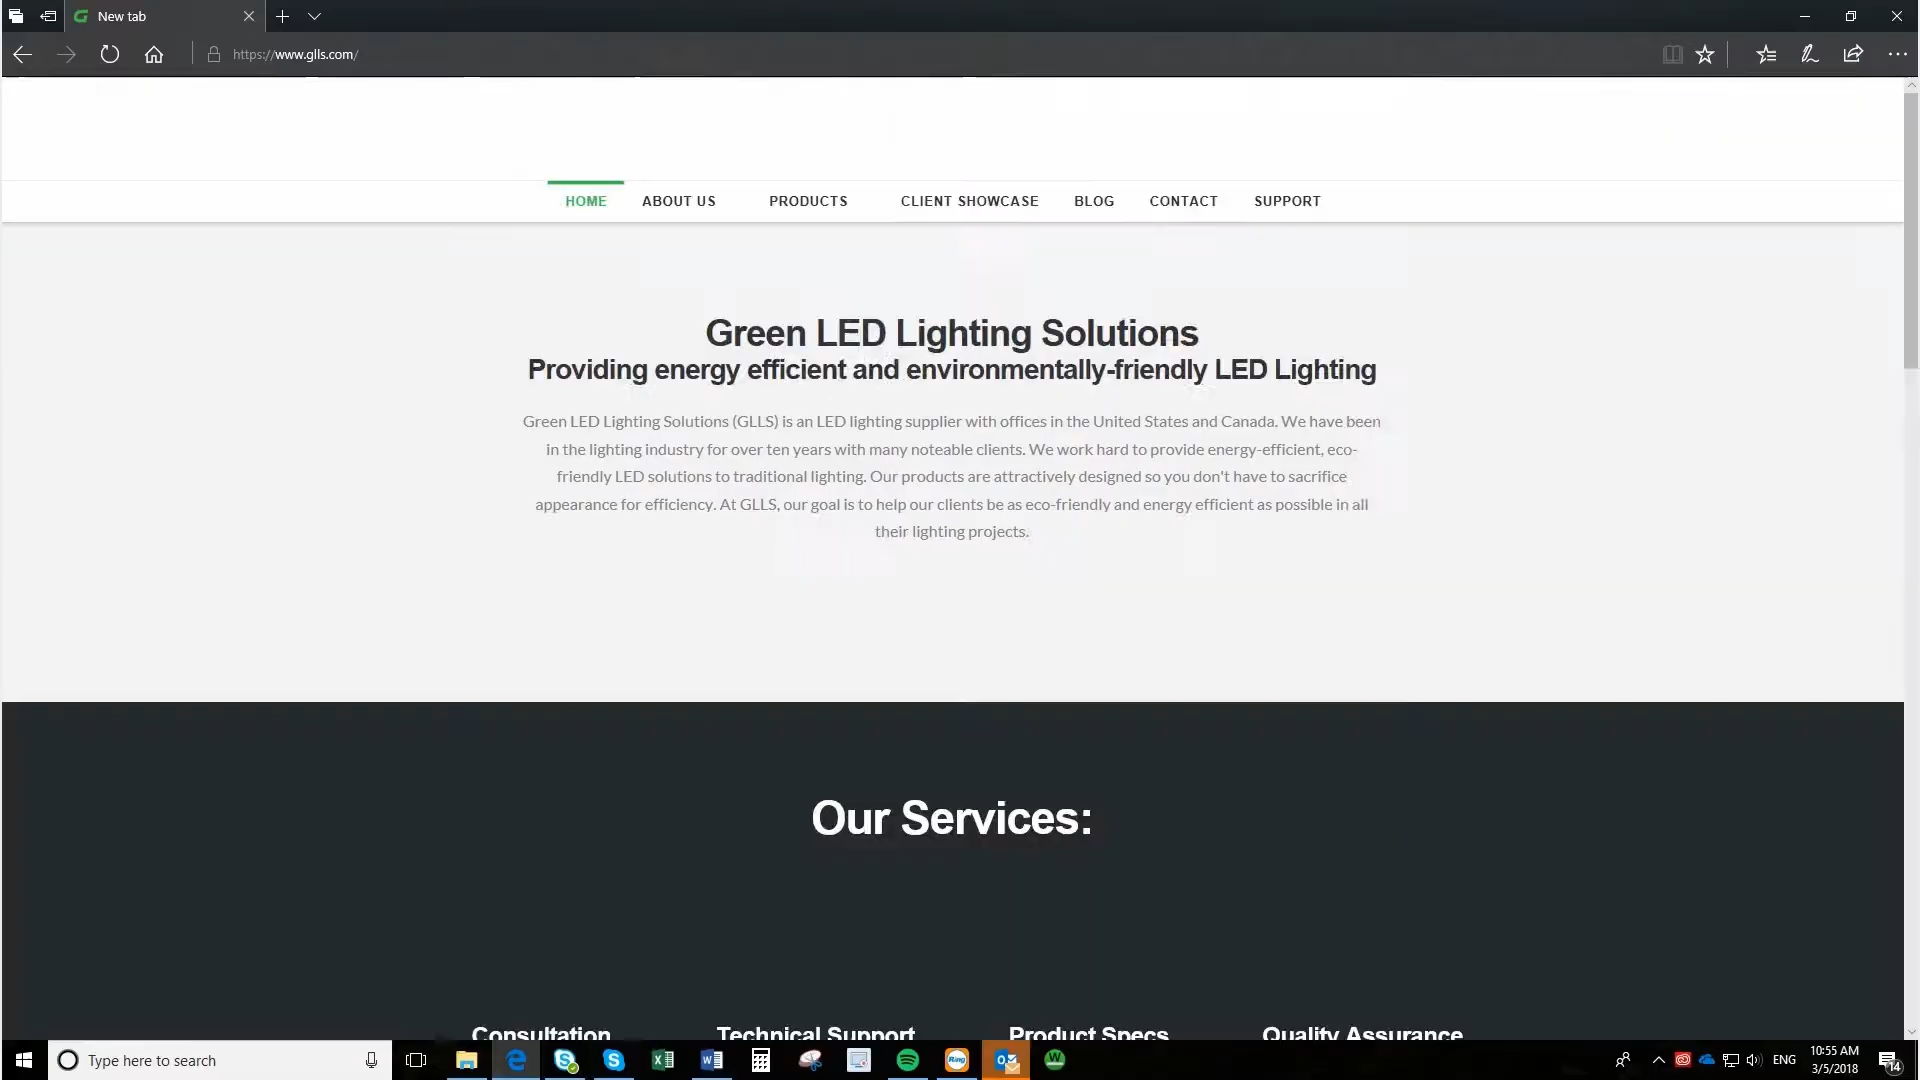 New tab
https://www.glls.com/
HOME ABOUT US PRODUCTS CLIENT SHOWCASE BLOG CONTACT SUPPORT
Green LED Lighting Solutions
Providing energy efficient and environmentally-friendly LED Lighting
Green LED Lighting Solutions (GLLS) is an LED lighting supplier with offices in the United States and Canada. We have been
in the lighting industry for over ten years with many noteable clients. We work hard to provide energy-efficient, eco-
friendly LED solutions to traditional lighting. Our products are attractively designed so you don't have to sacrifice
appearance for efficiency. At GLLS, our goal is to help our clients be as eco-friendly and energy efficient as possible in all
their lighting projects.
Our Services:
Consultation Technical Support Product Specs Quality Assurance
Type here to search
Ring
ENG
10:55 AM
3/5/2018
14